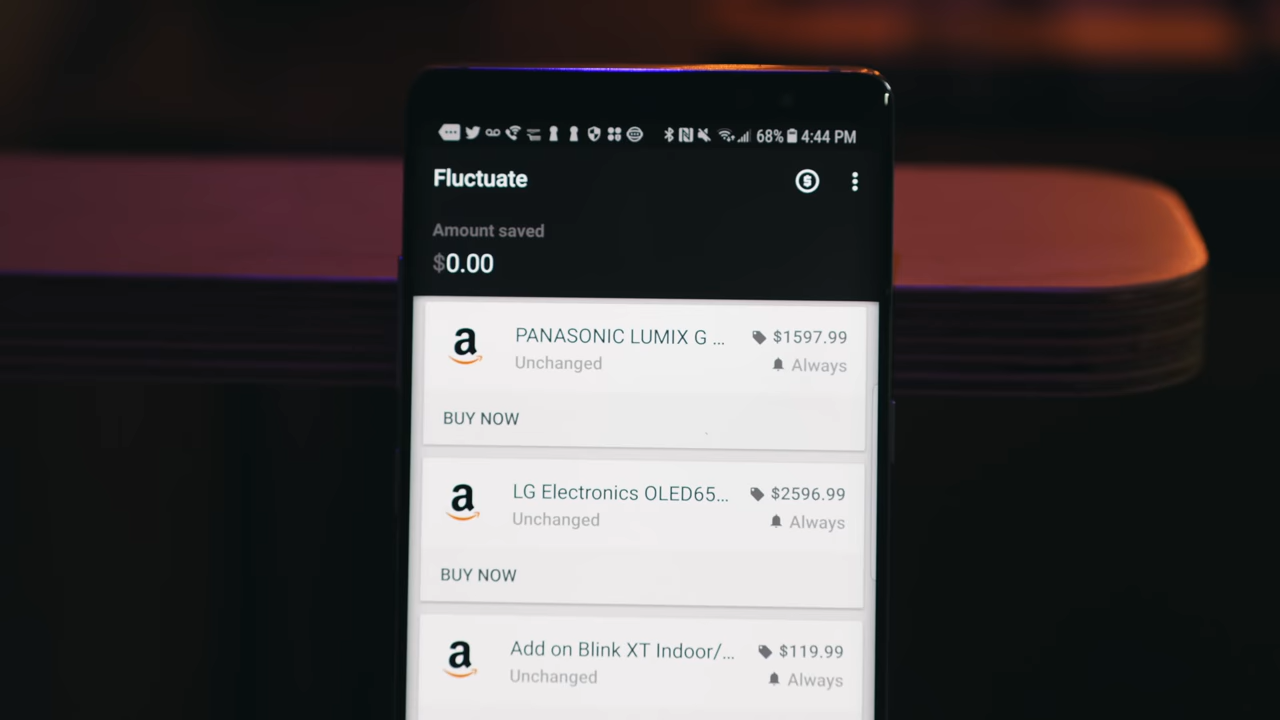 68% 4:44 PM
Fluctuate
Amount saved
$0.00
a PANASONIC LUMIX G ... $1597.99
Unchanged Always
BUY NOW
a LG Electronics OLED65... $2596.99
Unchanged Always
BUY NOW
a Add on Blink XT Indoor/... $119.99
Unchanged Always